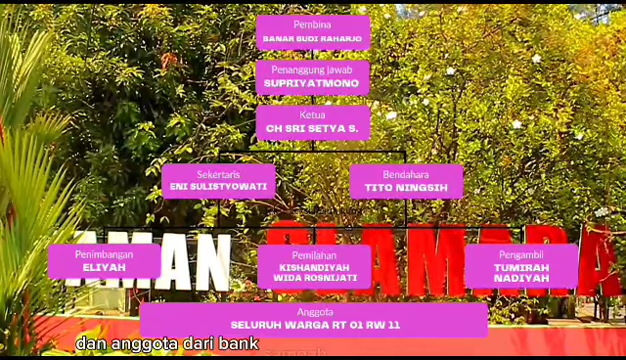 Pembina
BANAR BUDI RAHARJO
Penanggung Jawab
SUPRIYATMONO
Ketua
CH SRI SETYA S.
Sekertaris
ENI SULISTYOWATI
Bendahara
TITO NINGSIH
Penimbangan
ELIYAH
Pemilahan
KISHANDIYAH
WIDA ROSNIJATI
Pengambil
TUMIRAH
NADIYAH
Anggota
SELURUH WARGA RT 01 RW 11
dan anggota dari bank